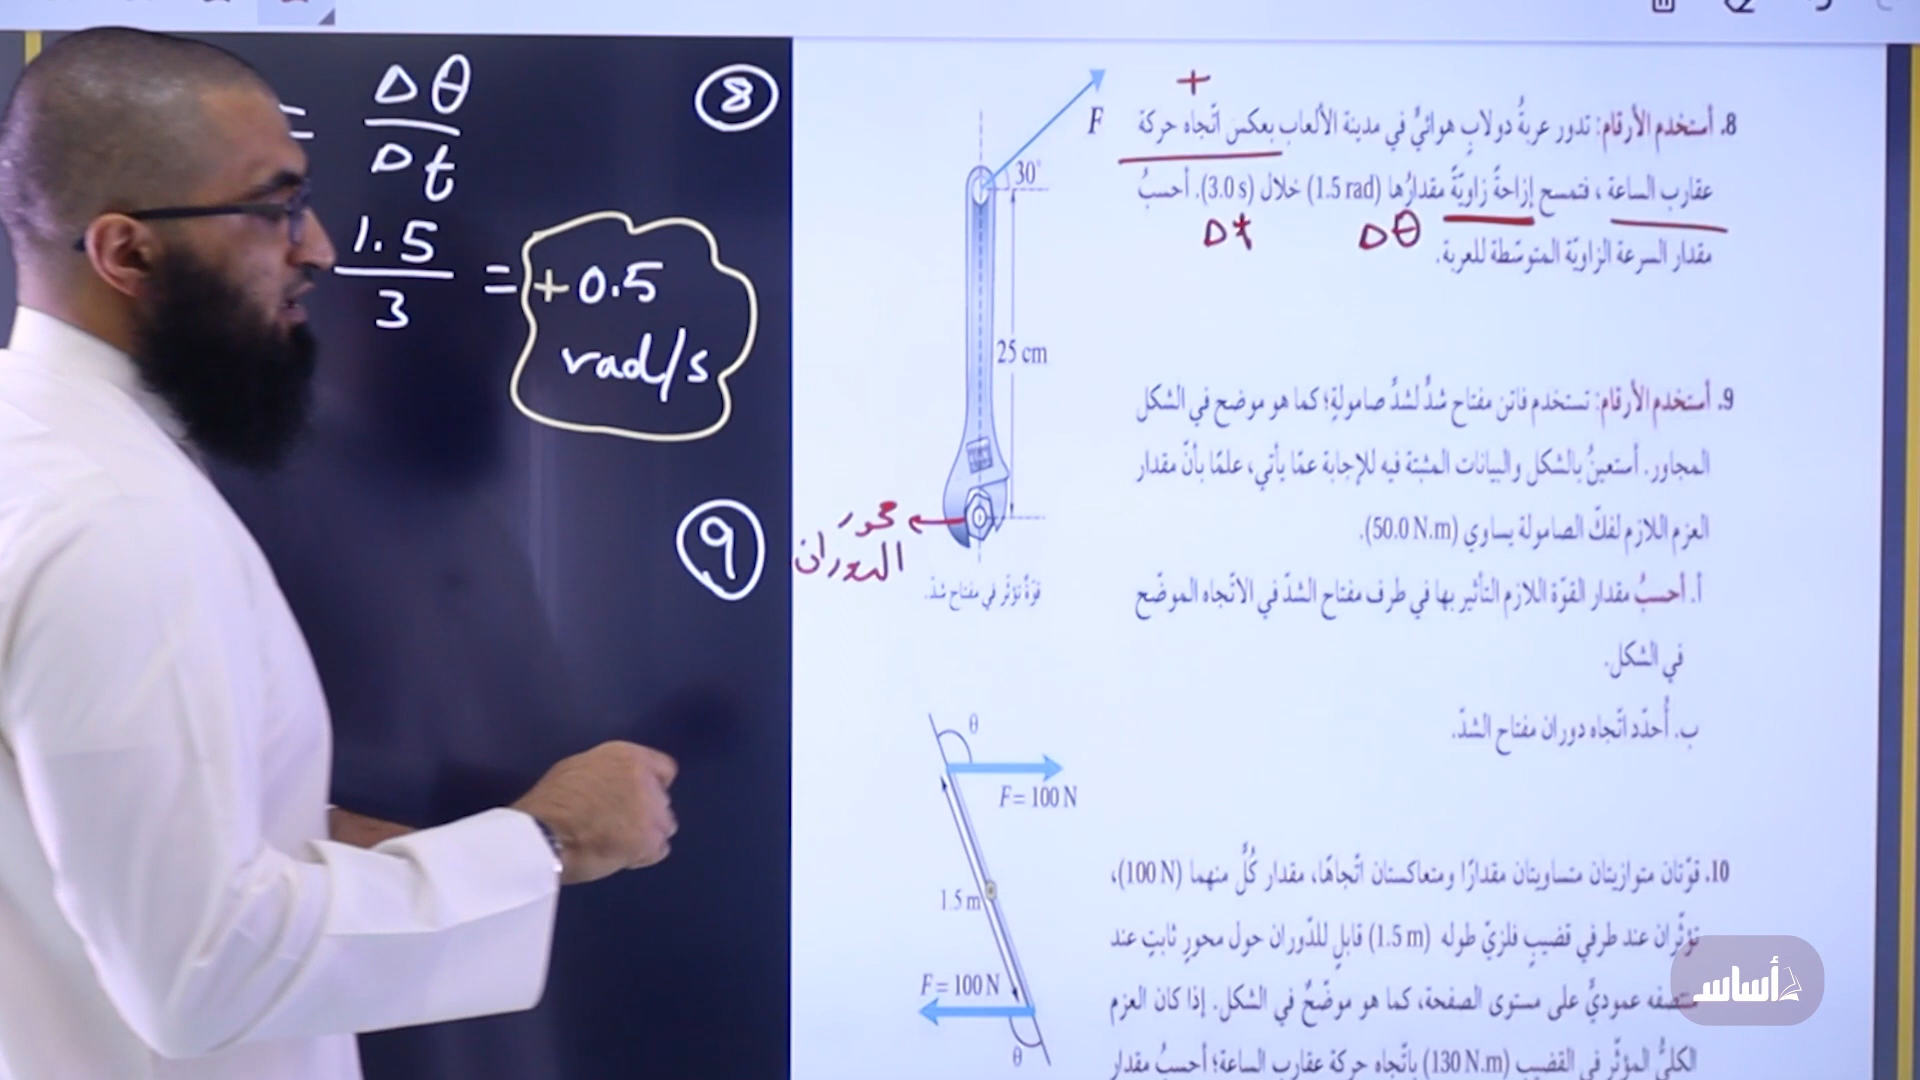 = Δθ
Δt
1.5
3
= +0.5
rad/s
8
9
F
30°
25 cm
محور
الدوران
قوّة تؤثّر في مفتاح شدّ.
θ
F = 100 N
1.5 m
F = 100 N
θ
+
8. أستخدم الأرقام: تدور عربةُ دولابٍ هوائيٍّ في مدينة الألعاب بعكس اتّجاه حركة
عقارب الساعة، فتمسح إزاحةً زاويّةً مقدارُها (1.5 rad) خلال (3.0 s). أحسبُ
Δθ
Δt
مقدار السرعة الزاويّة المتوسّطة للعربة.
9. أستخدم الأرقام: تستخدم فاتن مفتاح شدٍّ لشدِّ صامولةٍ؛ كما هو موضح في الشكل
المجاور. أستعينُ بالشكل والبيانات المثبتة فيه للإجابة عمّا يأتي، علمًا بأنّ مقدار
العزم اللازم لفكّ الصامولة يساوي (50.0 N.m).
أ. أحسبُ مقدار القوّة اللازم التأثير بها في طرف مفتاح الشدّ في الاتّجاه الموضّح
في الشكل.
ب. أُحدّد اتّجاه دوران مفتاح الشدّ.
10. قوّتان متوازيتان متساويتان مقدارًا ومتعاكستان اتّجاهًا، مقدار كُلٍّ منهما (100 N)،
تؤثّران عند طرفي قضيبٍ فلزيّ طوله (1.5 m) قابلٍ للدّوران حول محورٍ ثابتٍ عند
منتصفه عموديٍّ على مستوى الصفحة، كما هو موضّحٌ في الشكل. إذا كان العزم
الكليُّ المؤثّر في القضيب (130 N.m) باتّجاه حركة عقارب الساعة؛ أحسبُ مقدار
أساس